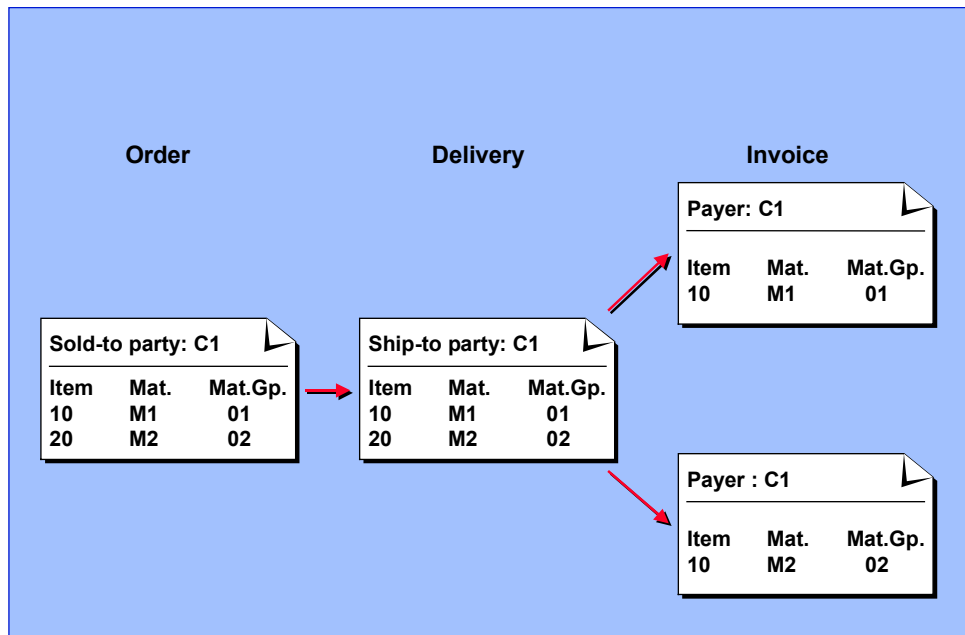 Order Delivery Invoice
Payer: C1
Item Mat. Mat.Gp.
10 M1 01
Sold-to party: C1
Item Mat. Mat.Gp.
10 M1 01
20 M2 02
Ship-to party: C1
Item Mat. Mat.Gp.
10 M1 01
20 M2 02
Payer : C1
Item Mat. Mat.Gp.
10 M2 02